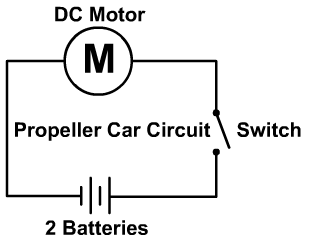 DC Motor
M
Propeller Car Circuit
Switch
2 Batteries